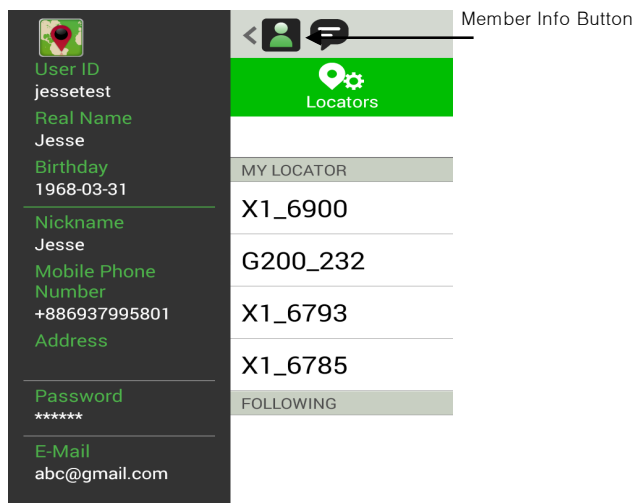 Member Info Button
User ID
jessetest
Real Name
Jesse
Birthday
1968-03-31
Nickname
Jesse
Mobile Phone
Number
+886937995801
Address
Password
******
E-Mail
abc@gmail.com
Locators
MY LOCATOR
X1_6900
G200_232
X1_6793
X1_6785
FOLLOWING